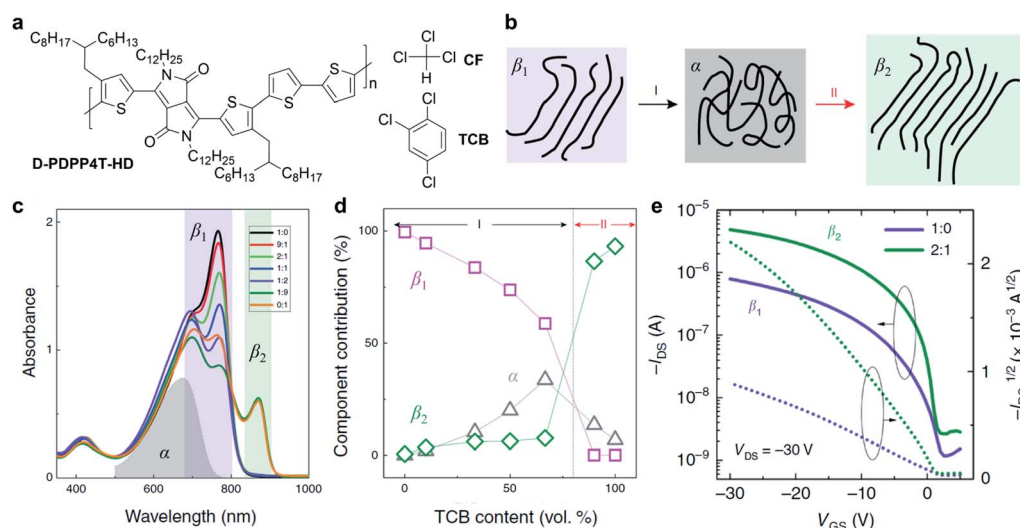 a
C8H17 C6H13
C12H25
N
O
S
S
S
S
n
O
N
C12H25
C6H13 C8H17
D-PDPP4T-HD
Cl
Cl Cl
H
CF
Cl
Cl
Cl
TCB
b
β1
I
α
II
β2
c
β1
β2
α
1:0
9:1
2:1
1:1
1:2
1:9
0:1
Absorbance
0
1
2
400 600 800 1000
Wavelength (nm)
d
I
II
β1
α
β2
Component contribution (%)
100
50
0
0 50 100
TCB content (vol. %)
e
β2
β1
1:0
2:1
−IDS (A)
10−5
10−6
10−7
10−8
10−9
2
1
0
VDS = −30 V
−30 −20 −10 0
VGS (V)